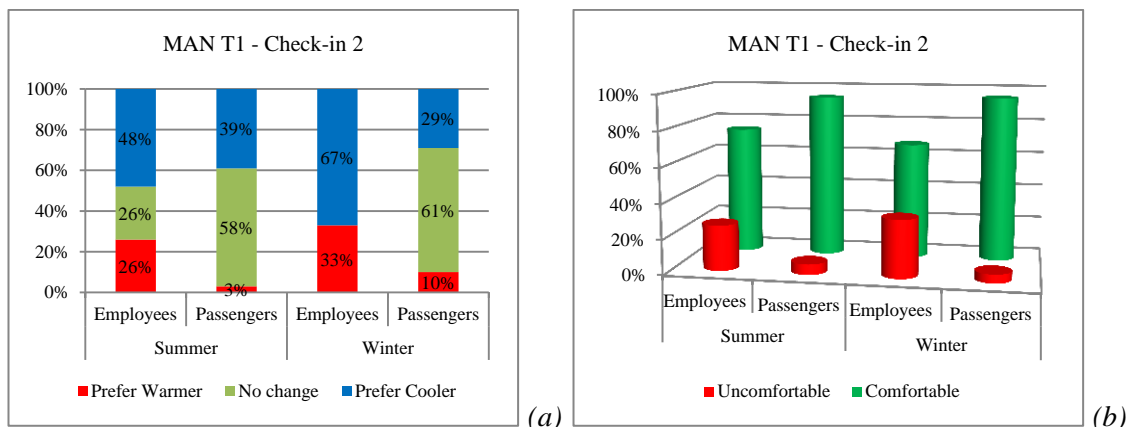 MAN T1 - Check-in 2
100%
80%
60%
40%
20%
0%
48%
39%
67%
29%
26%
58%
61%
26%
3%
33%
10%
Employees Passengers Employees Passengers
Summer Winter
Prefer Warmer No change Prefer Cooler
(a)
MAN T1 - Check-in 2
100%
80%
60%
40%
20%
0%
Employees Passengers Employees Passengers
Summer Winter
Uncomfortable Comfortable
(b)